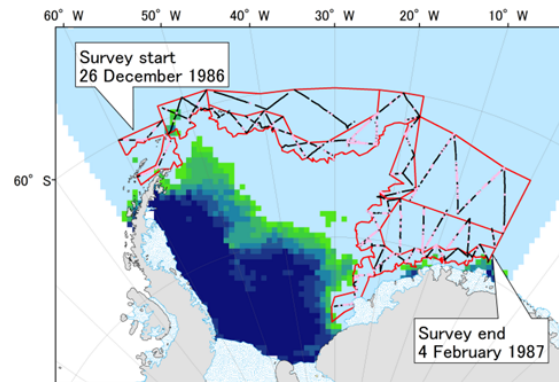 60° W 50° W 40° W 30° W 20° W 10° W
Survey start
26 December 1986
60° S
Survey end
4 February 1987